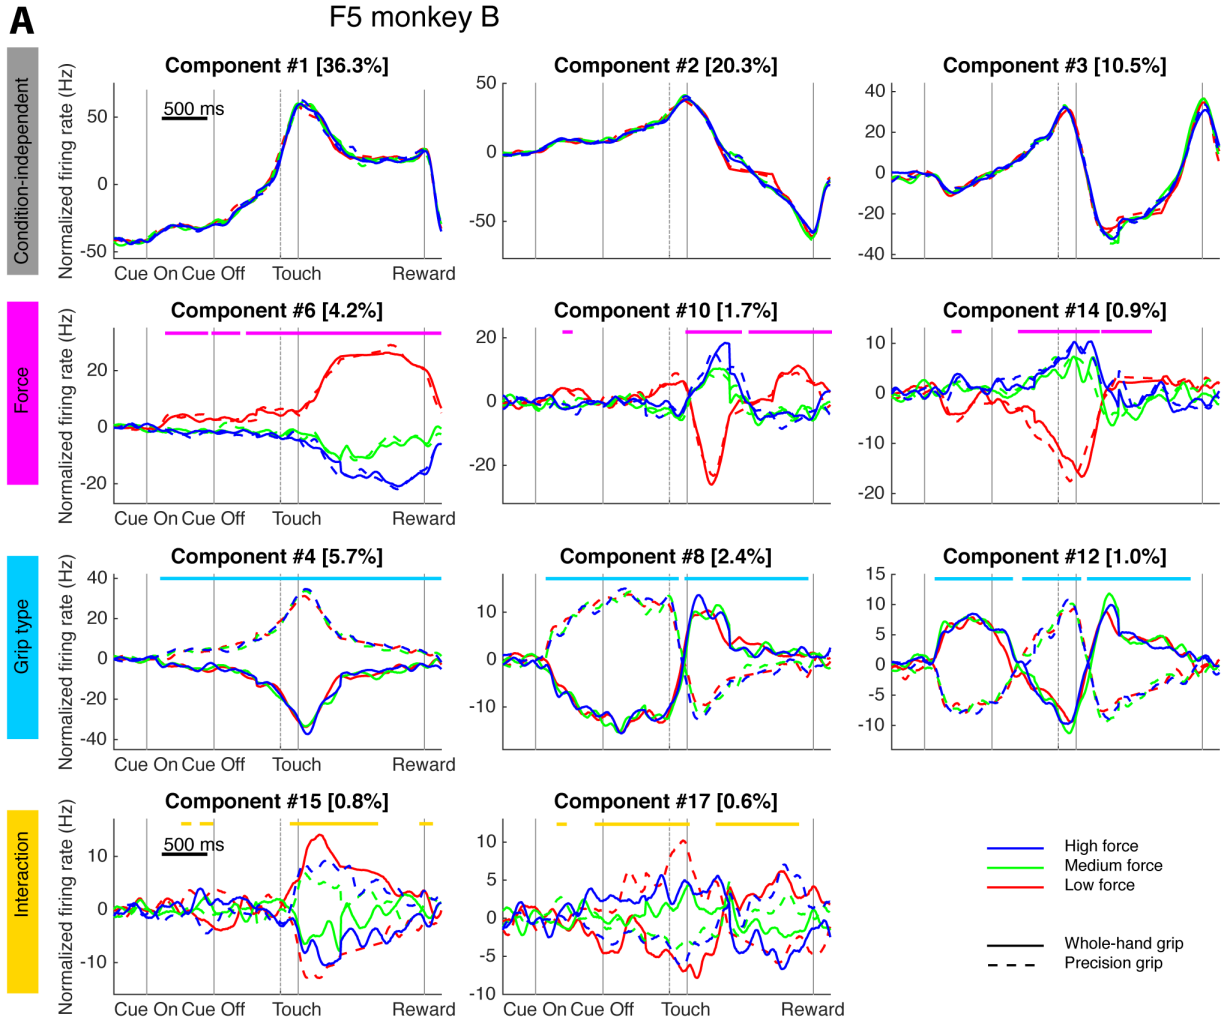 A
F5 monkey B
Condition-independent
Normalized firing rate (Hz)
Component #1 [36.3%]
500 ms
50
0
-50
Cue On Cue Off Touch Reward
Component #2 [20.3%]
50
0
-50
Component #3 [10.5%]
40
20
0
-20
-40
Force
Normalized firing rate (Hz)
Component #6 [4.2%]
20
0
-20
Cue On Cue Off Touch Reward
Component #10 [1.7%]
20
0
-20
Component #14 [0.9%]
10
0
-10
-20
Grip type
Normalized firing rate (Hz)
Component #4 [5.7%]
40
20
0
-20
-40
Cue On Cue Off Touch Reward
Component #8 [2.4%]
10
0
-10
Component #12 [1.0%]
15
10
5
0
-5
-10
Interaction
Normalized firing rate (Hz)
Component #15 [0.8%]
500 ms
10
0
-10
Cue On Cue Off Touch Reward
Component #17 [0.6%]
10
5
0
-5
-10
Cue On Cue Off Touch Reward
High force
Medium force
Low force
Whole-hand grip
Precision grip